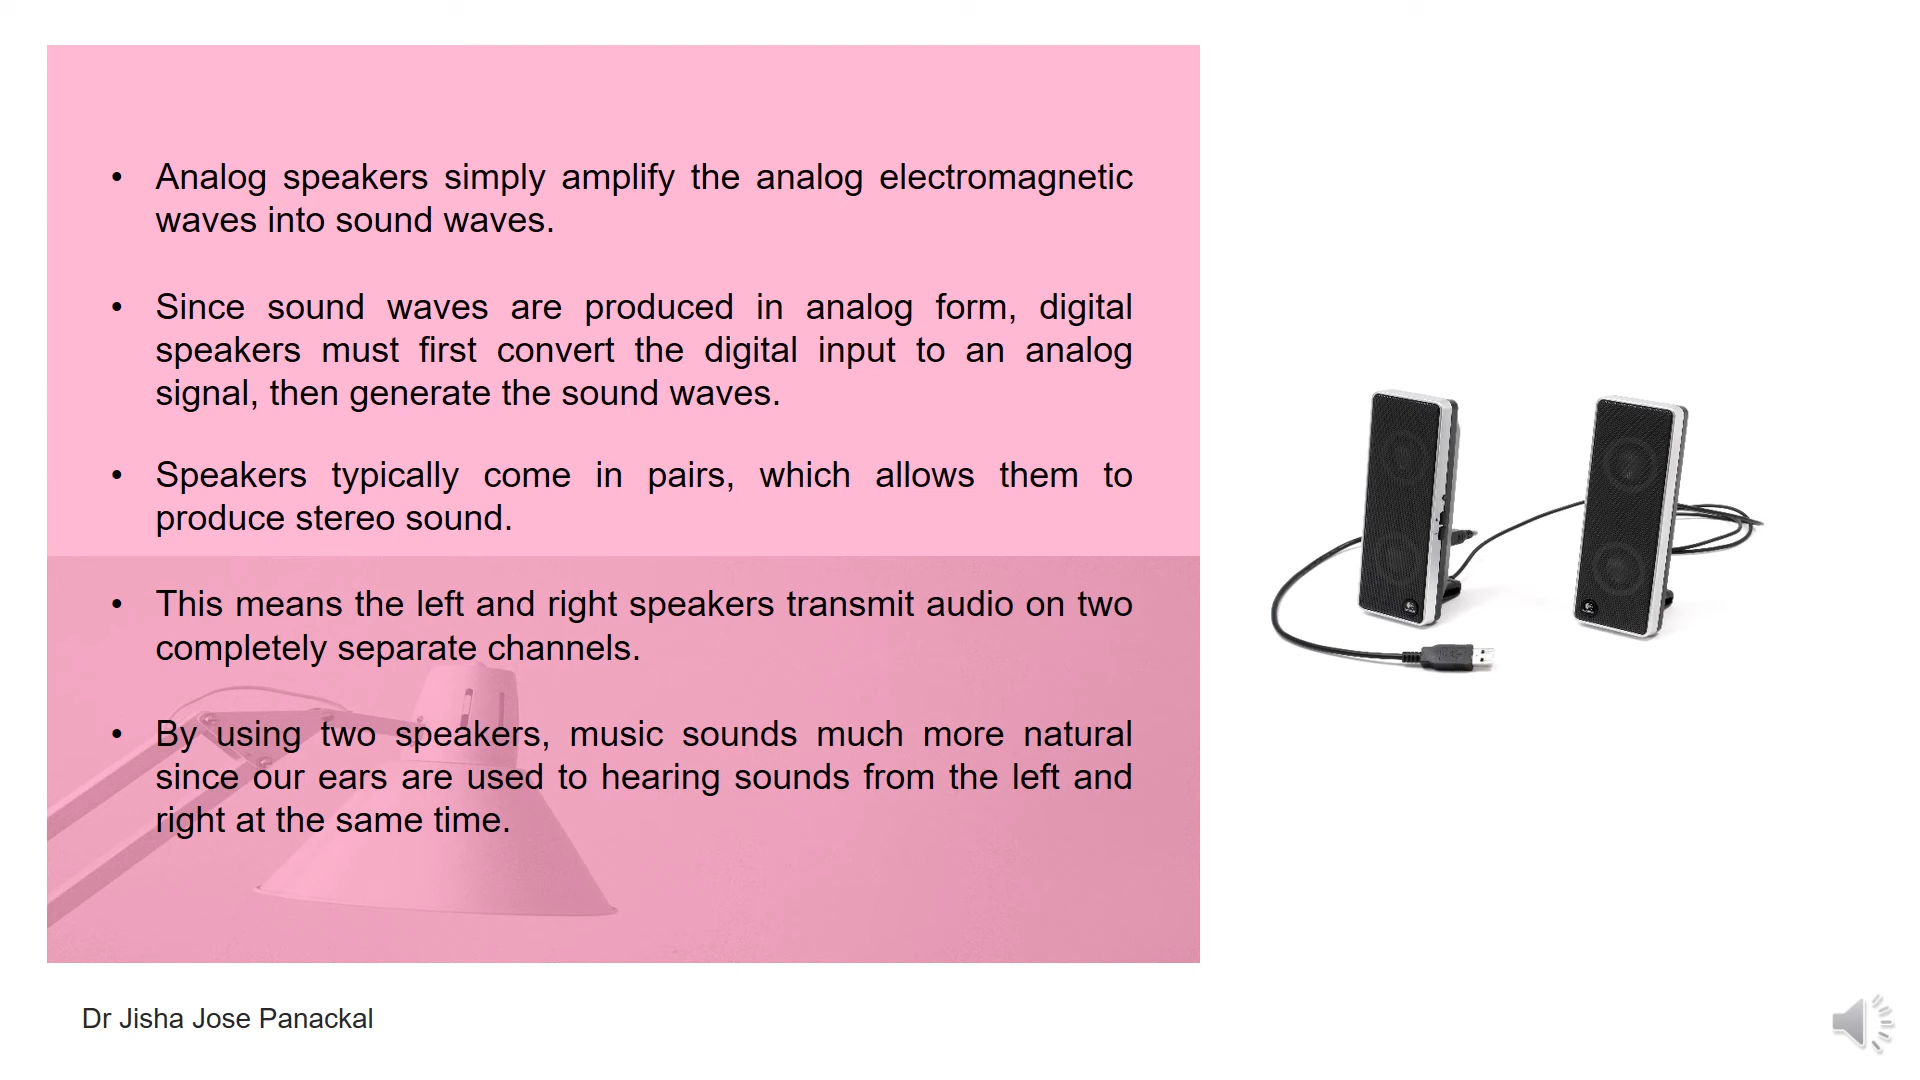 • Analog speakers simply amplify the analog electromagnetic
waves into sound waves.
• Since sound waves are produced in analog form, digital
speakers must first convert the digital input to an analog
signal, then generate the sound waves.
• Speakers typically come in pairs, which allows them to
produce stereo sound.
• This means the left and right speakers transmit audio on two
completely separate channels.
• By using two speakers, music sounds much more natural
since our ears are used to hearing sounds from the left and
right at the same time.
Dr Jisha Jose Panackal